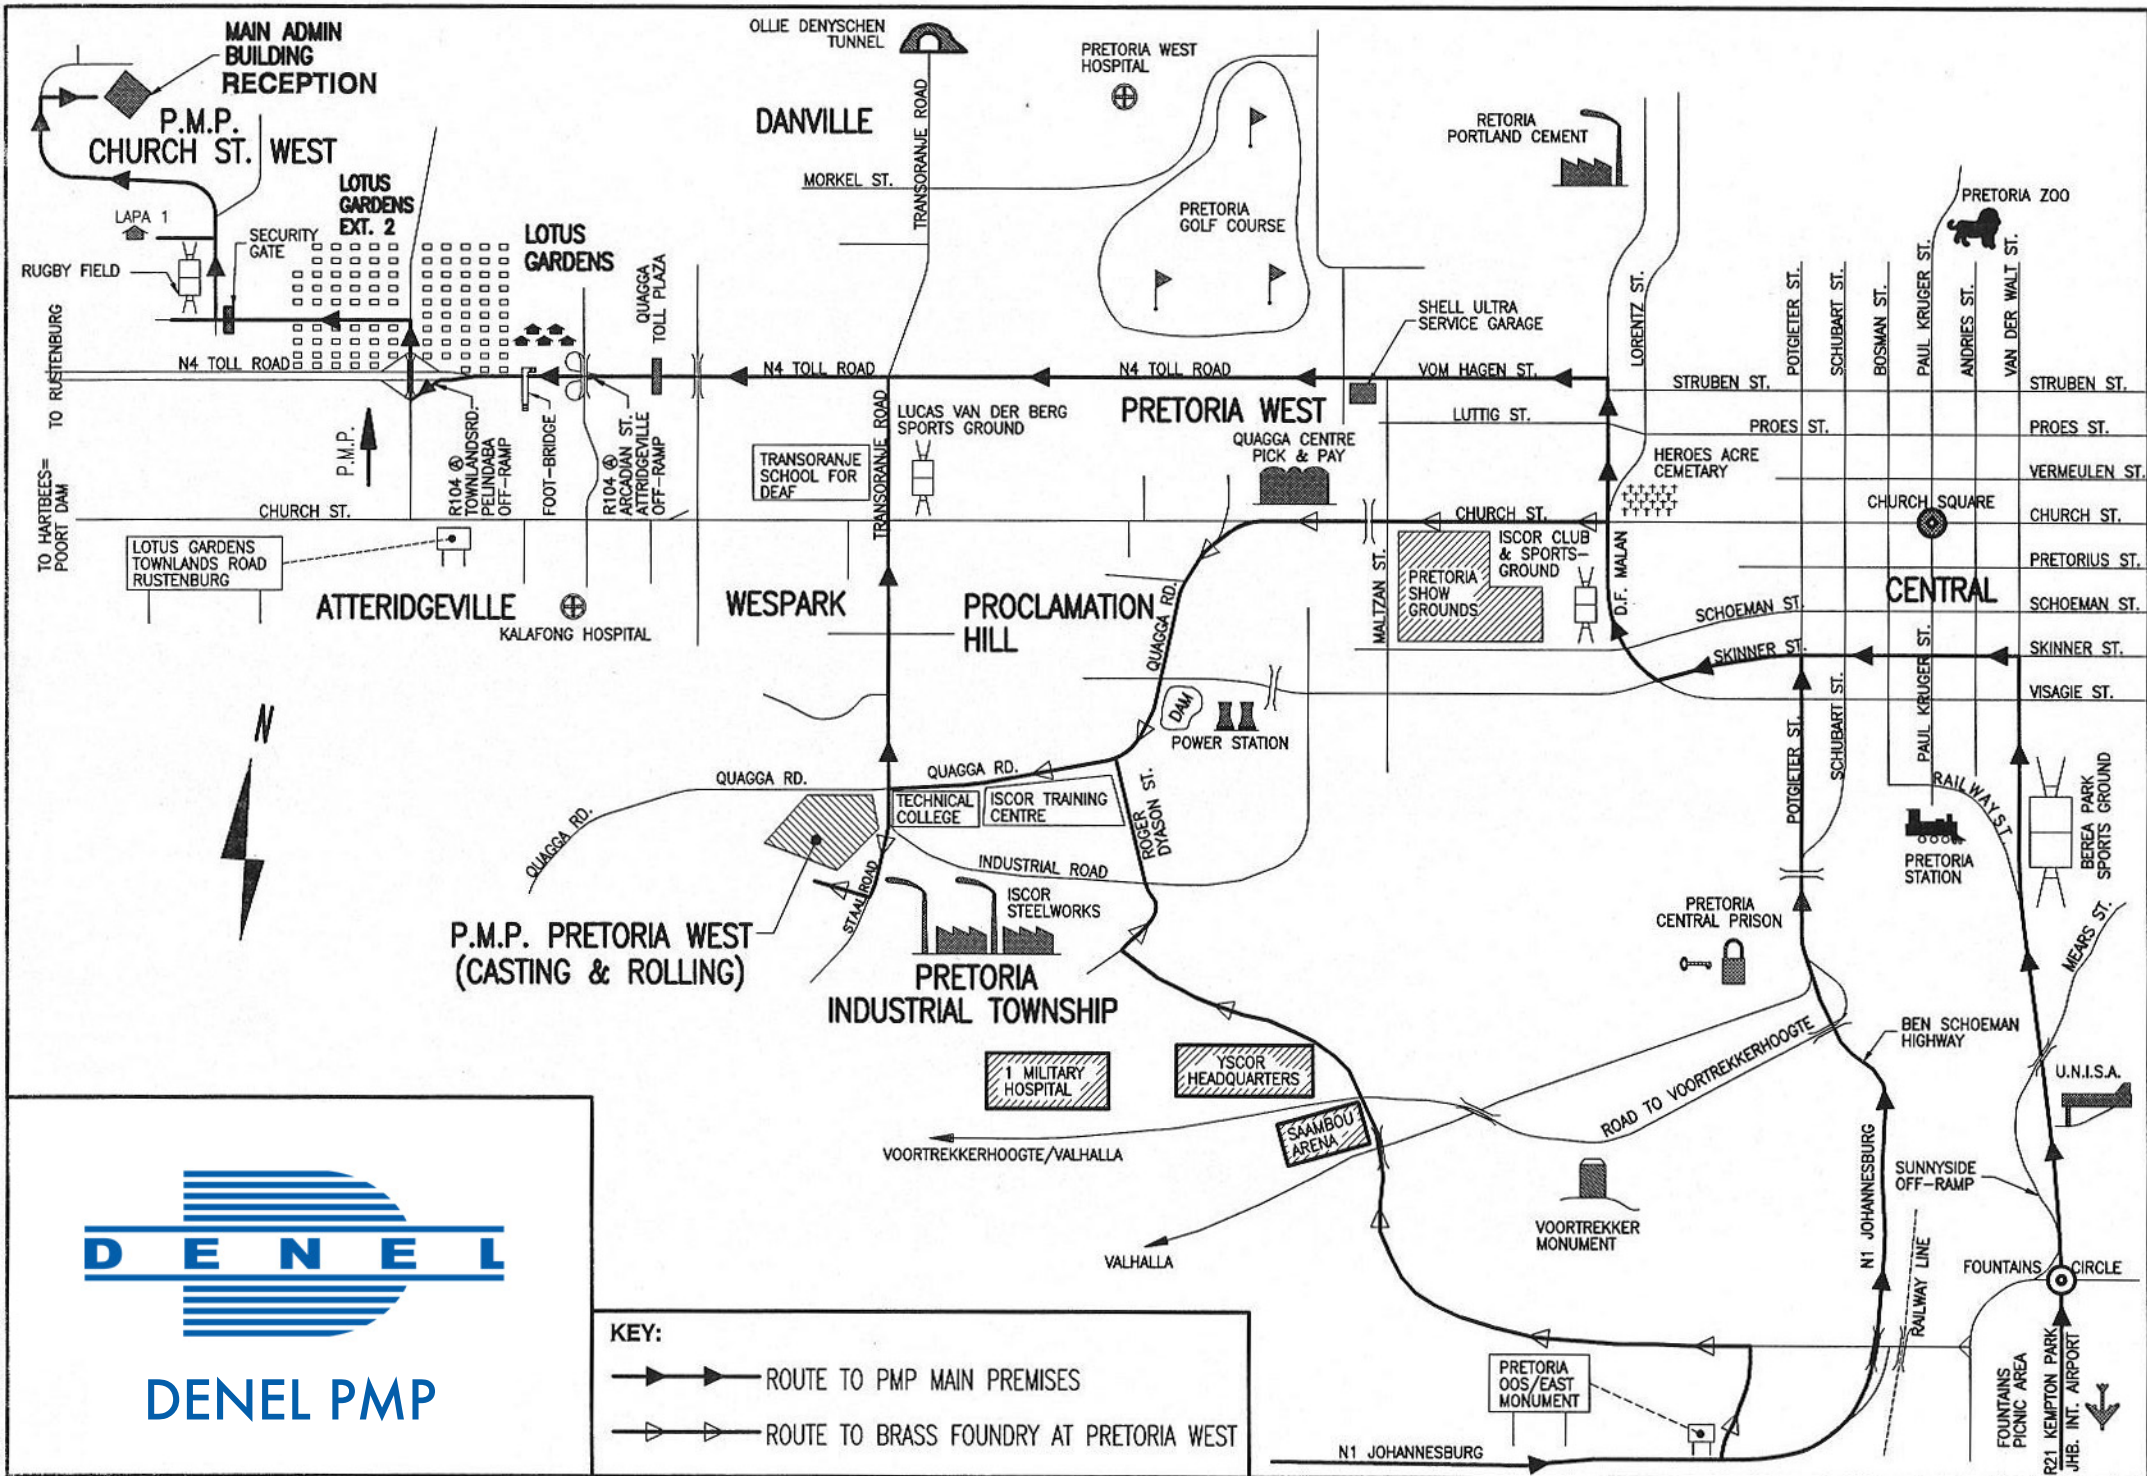 MAIN ADMIN
BUILDING
RECEPTION
P.M.P.
CHURCH ST. WEST
LAPA 1
RUGBY FIELD
SECURITY
GATE
LOTUS
GARDENS
EXT. 2
LOTUS
GARDENS
QUAGGA
TOLL PLAZA
TO RUSTENBURG
TO HARTBEES=
POORT DAM
N4 TOLL ROAD
P.M.P.
R104 Ⓐ
TOWNLANDSRD.
PELINDABA
OFF-RAMP
FOOT-BRIDGE
R104 Ⓐ
ARCADIAN ST.
ATTRIDGEVILLE
OFF-RAMP
CHURCH ST.
LOTUS GARDENS
TOWNLANDS ROAD
RUSTENBURG
ATTERIDGEVILLE
KALAFONG HOSPITAL
OLLIE DENYSCHEN
TUNNEL
TRANSORANJE ROAD
DANVILLE
MORKEL ST.
PRETORIA WEST
HOSPITAL
PRETORIA
GOLF COURSE
N4 TOLL ROAD
N4 TOLL ROAD
VOM HAGEN ST.
SHELL ULTRA
SERVICE GARAGE
RETORIA
PORTLAND CEMENT
LORENTZ ST.
PRETORIA ZOO
POTGIETER ST.
SCHUBART ST.
BOSMAN ST.
PAUL KRUGER ST.
ANDRIES ST.
VAN DER WALT ST.
STRUBEN ST.
STRUBEN ST.
LUTTIG ST.
PROES ST.
PROES ST.
VERMEULEN ST.
HEROES ACRE
CEMETARY
CHURCH SQUARE
CHURCH ST.
CHURCH ST.
PRETORIUS ST.
CENTRAL
SCHOEMAN ST.
SCHOEMAN ST.
SKINNER ST.
SKINNER ST.
VISAGIE ST.
PRETORIA WEST
LUCAS VAN DER BERG
SPORTS GROUND
TRANSORANJE
SCHOOL FOR
DEAF
TRANSORANJE ROAD
QUAGGA CENTRE
PICK & PAY
MALTZAN ST.
PRETORIA
SHOW
GROUNDS
ISCOR CLUB
& SPORTS-
GROUND
D.F. MALAN
WESPARK
PROCLAMATION
HILL
QUAGGA RD.
DAM
POWER STATION
QUAGGA RD.
QUAGGA RD.
QUAGGA RD.
TECHNICAL
COLLEGE
ISCOR TRAINING
CENTRE
ROGER
DYASON ST.
INDUSTRIAL ROAD
STAAL ROAD
ISCOR
STEELWORKS
P.M.P. PRETORIA WEST
(CASTING & ROLLING)
PRETORIA
INDUSTRIAL TOWNSHIP
N
POTGIETER ST.
SCHUBART ST.
PAUL KRUGER ST.
RAILWAY ST.
PRETORIA
STATION
BEREA PARK
SPORTS GROUND
PRETORIA
CENTRAL PRISON
MEARS ST.
BEN SCHOEMAN
HIGHWAY
U.N.I.S.A.
1 MILITARY
HOSPITAL
YSCOR
HEADQUARTERS
SAAMBOU
ARENA
ROAD TO VOORTREKKERHOOGTE
VOORTREKKERHOOGTE/VALHALLA
VALHALLA
VOORTREKKER
MONUMENT
N1 JOHANNESBURG
SUNNYSIDE
OFF-RAMP
RAILWAY LINE
FOUNTAINS CIRCLE
FOUNTAINS
PICNIC AREA
R21 KEMPTON PARK
JHB. INT. AIRPORT
PRETORIA
OOS/EAST
MONUMENT
N1 JOHANNESBURG
DENEL
DENEL PMP
KEY:
ROUTE TO PMP MAIN PREMISES
ROUTE TO BRASS FOUNDRY AT PRETORIA WEST